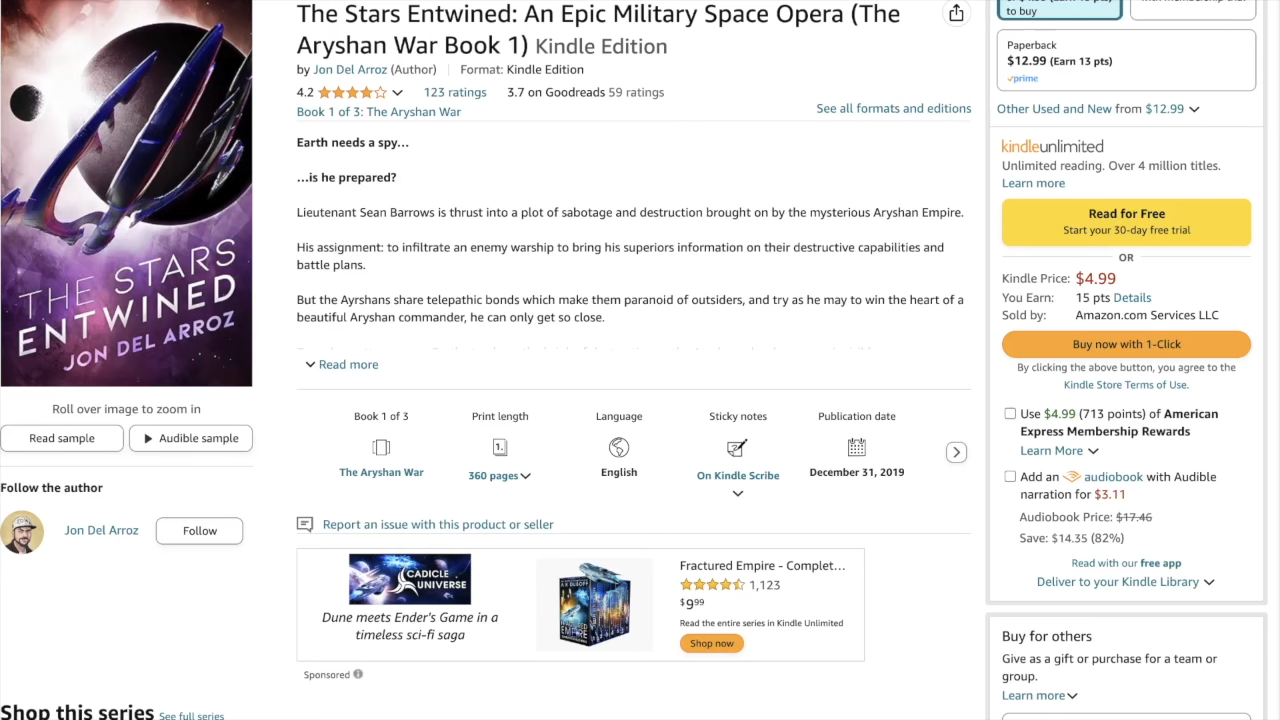 The Stars Entwined: An Epic Military Space Opera (The
Aryshan War Book 1) Kindle Edition
by Jon Del Arroz (Author) Format: Kindle Edition
4.2 123 ratings 3.7 on Goodreads 59 ratings
Book 1 of 3: The Aryshan War
See all formats and editions
Earth needs a spy…
…is he prepared?
Lieutenant Sean Barrows is thrust into a plot of sabotage and destruction brought on by the mysterious Aryshan Empire.
His assignment: to infiltrate an enemy warship to bring his superiors information on their destructive capabilities and
battle plans.
But the Ayrshans share telepathic bonds which make them paranoid of outsiders, and try as he may to win the heart of a
beautiful Aryshan commander, he can only get so close.
Read more
THE STARS
ENTWINED
JON DEL ARROZ
Roll over image to zoom in
Read sample
Audible sample
Follow the author
Jon Del Arroz
Follow
Book 1 of 3
The Aryshan War
Print length
1.
360 pages
Language
English
Sticky notes
On Kindle Scribe
Publication date
December 31, 2019
Report an issue with this product or seller
CADICLE
UNIVERSE
Dune meets Ender's Game in a
timeless sci-fi saga
Fractured Empire - Complet...
1,123
$9⁹⁹
Read the entire series in Kindle Unlimited
Shop now
Sponsored
Shop this series See full series
to buy
Paperback
$12.99 (Earn 13 pts)
prime
Other Used and New from $12.99
kindleunlimited
Unlimited reading. Over 4 million titles.
Learn more
Read for Free
Start your 30-day free trial
OR
Kindle Price: $4.99
You Earn: 15 pts Details
Sold by: Amazon.com Services LLC
Buy now with 1-Click
By clicking the above button, you agree to the
Kindle Store Terms of Use.
Use $4.99 (713 points) of American
Express Membership Rewards
Learn More
Add an audiobook with Audible
narration for $3.11
Audiobook Price: $17.46
Save: $14.35 (82%)
Read with our free app
Deliver to your Kindle Library
Buy for others
Give as a gift or purchase for a team or
group.
Learn more